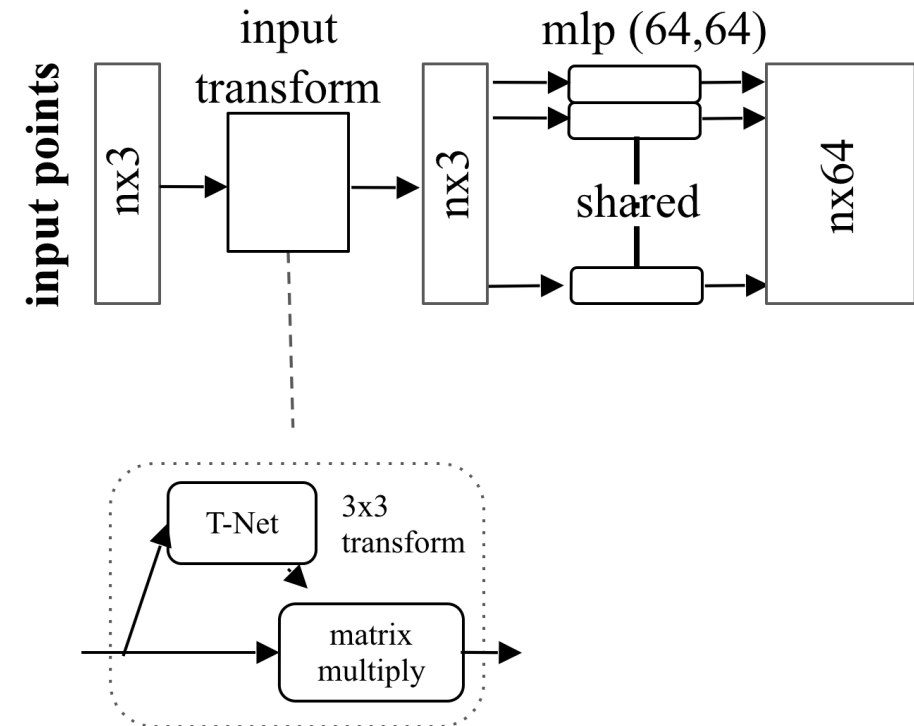 input points
nx3
input
transform
nx3
mlp (64,64)
shared
nx64
T-Net
3x3
transform
matrix
multiply